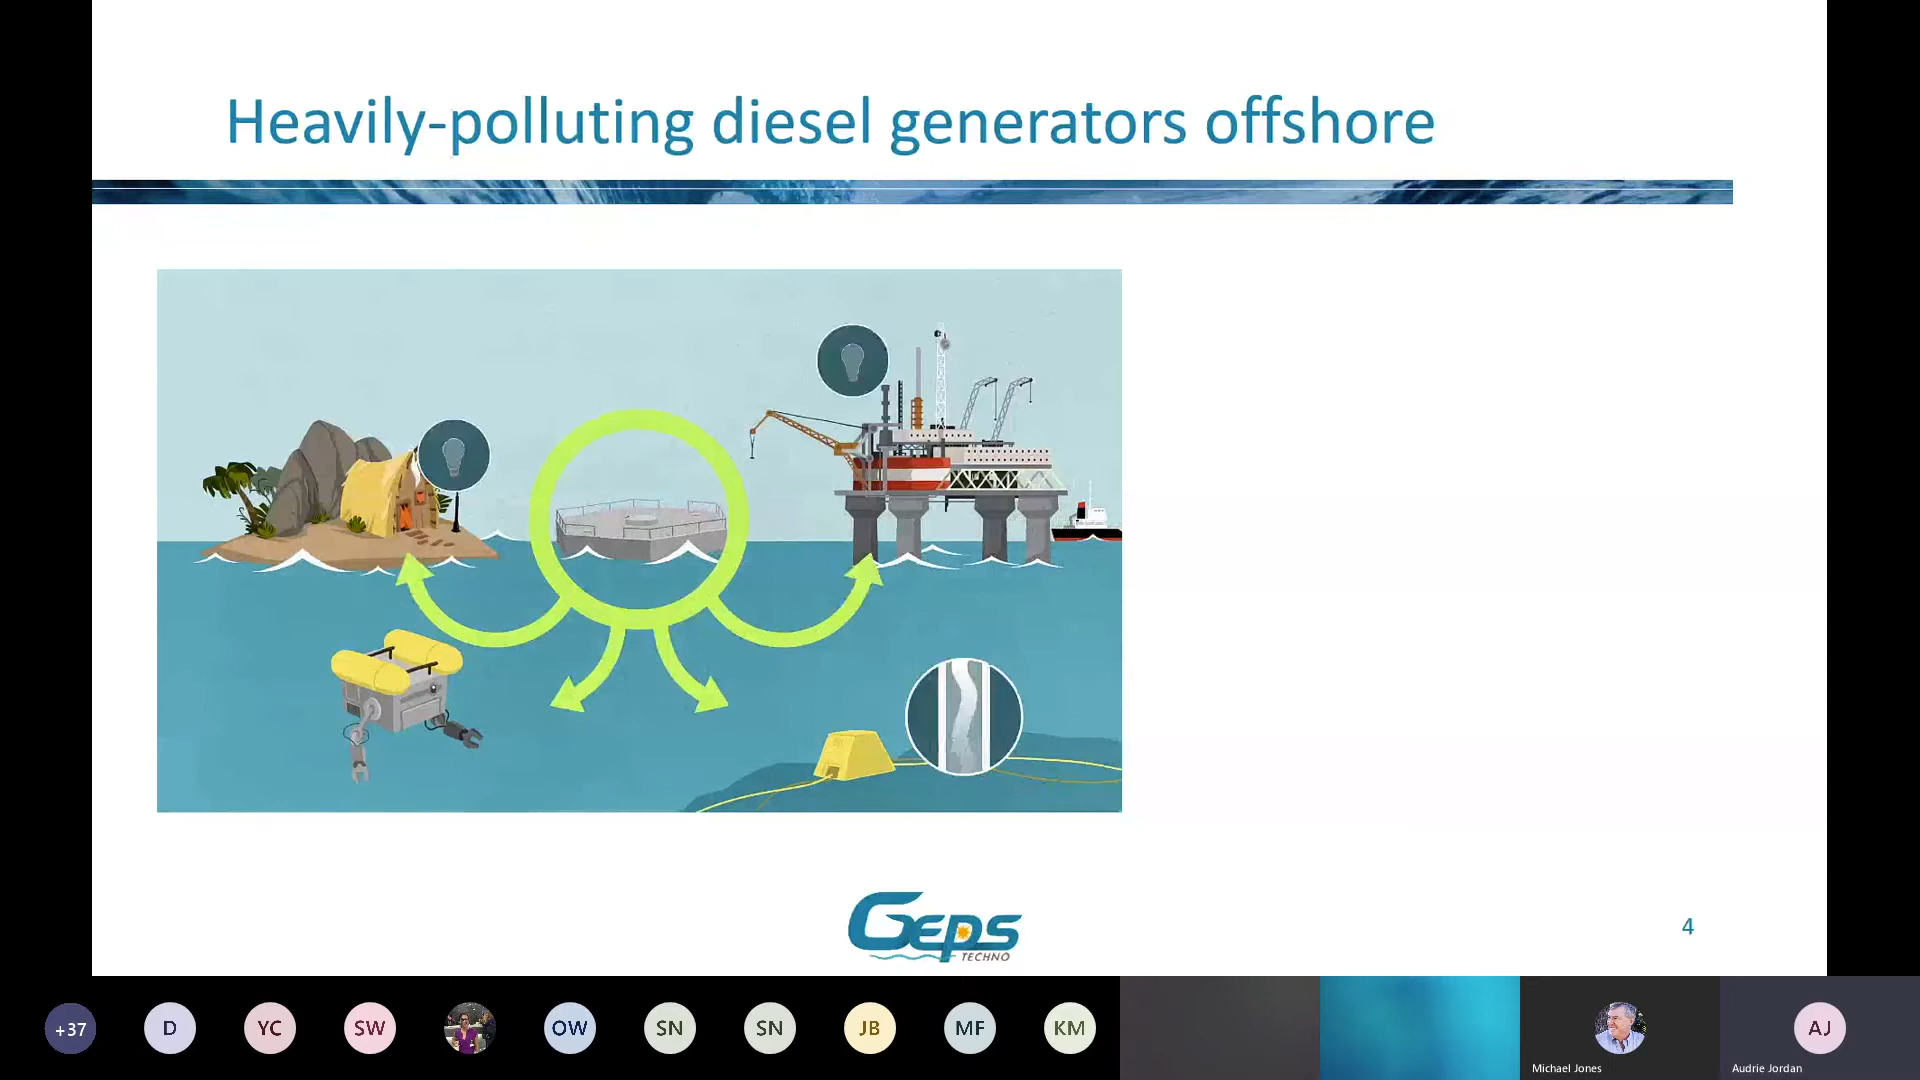 Heavily-polluting diesel generators offshore
GEPS
TECHNO
4
+37
D
YC
SW
OW
SN
SN
JB
MF
KM
Michael Jones
AJ
Audrie Jordan